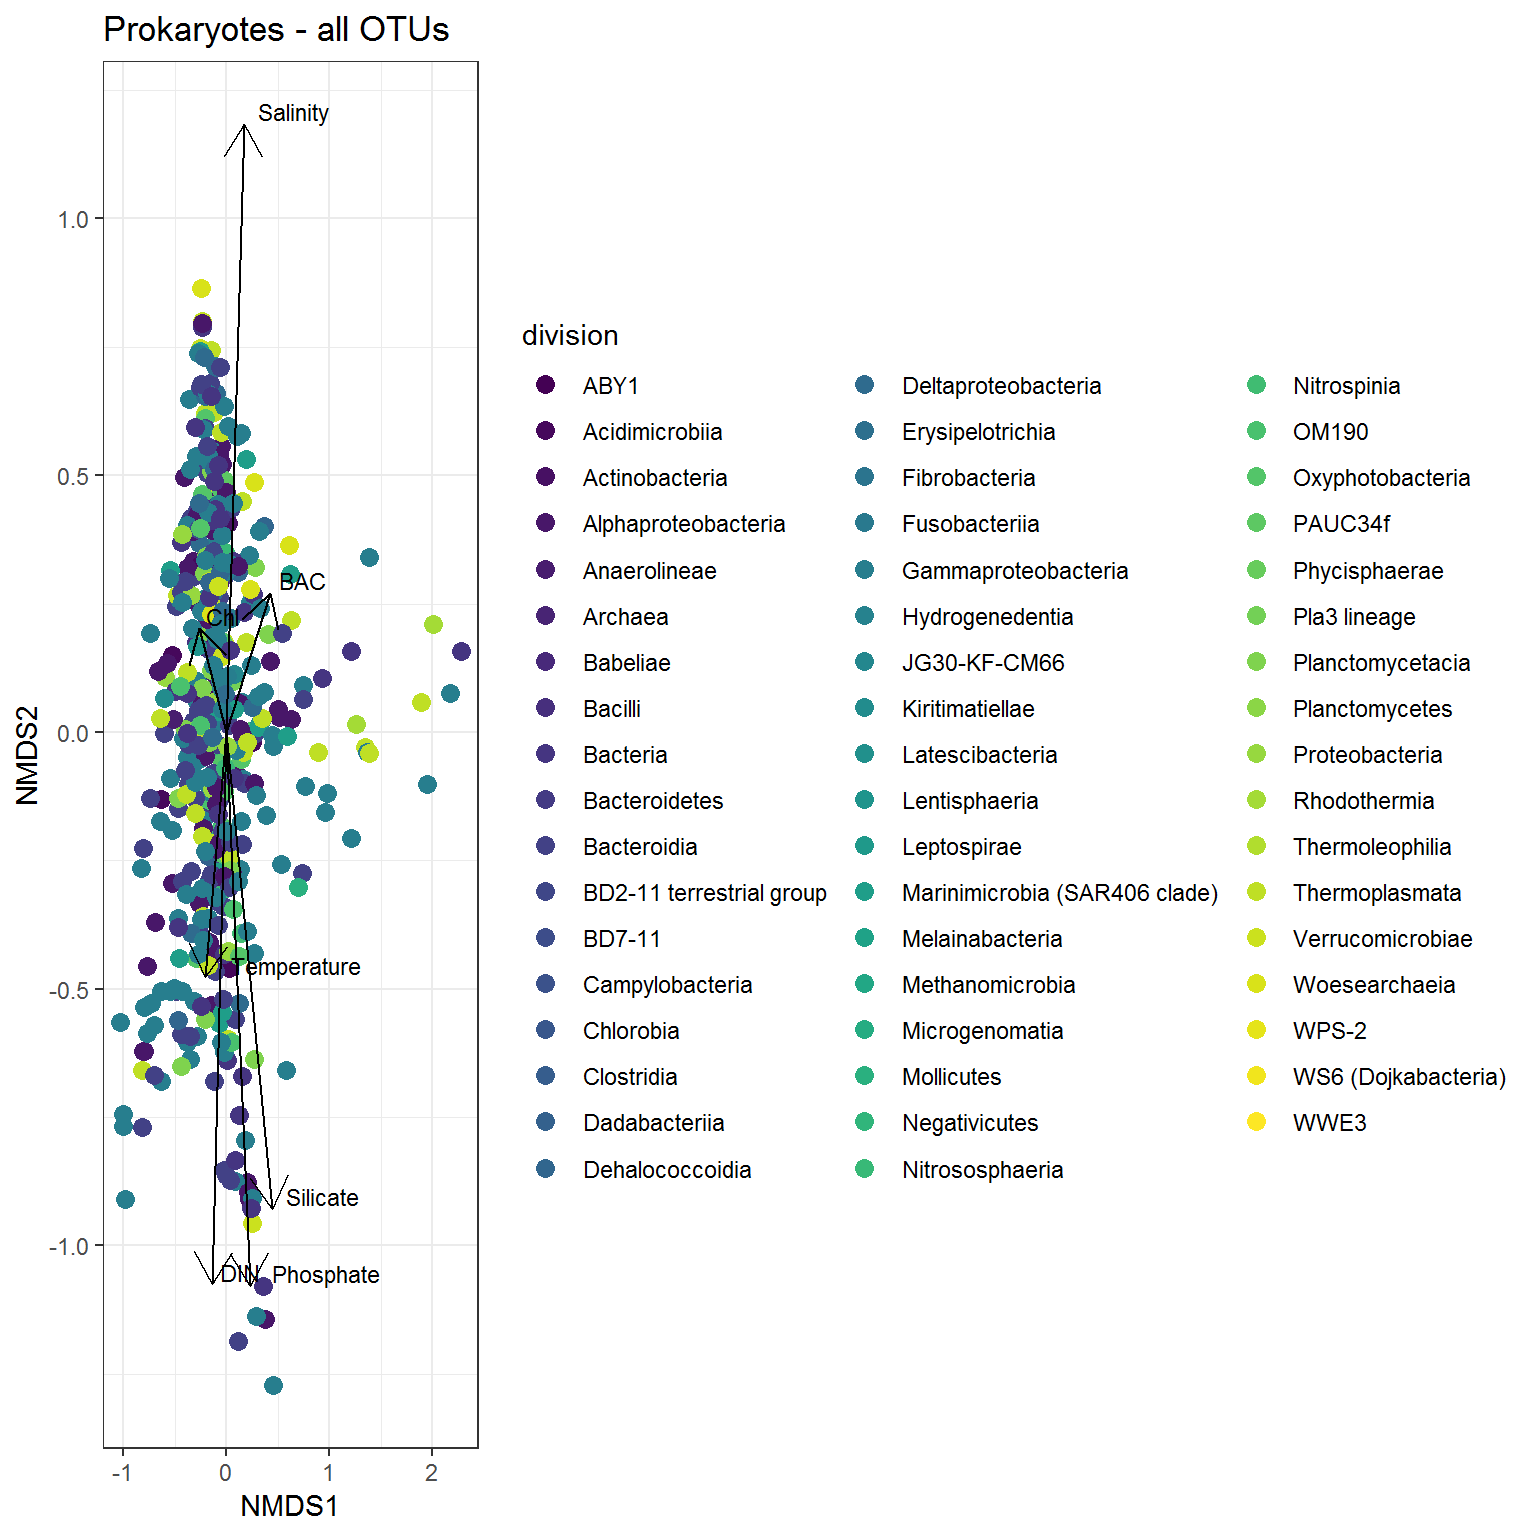 Prokaryotes - all OTUs
Salinity
BAC
Chl
Temperature
Silicate
DIN
Phosphate
1.0
0.5
0.0
-0.5
-1.0
NMDS2
-1 0 1 2
NMDS1
division
ABY1
Acidimicrobiia
Actinobacteria
Alphaproteobacteria
Anaerolineae
Archaea
Babeliae
Bacilli
Bacteria
Bacteroidetes
Bacteroidia
BD2-11 terrestrial group
BD7-11
Campylobacteria
Chlorobia
Clostridia
Dadabacteriia
Dehalococcoidia
Deltaproteobacteria
Erysipelotrichia
Fibrobacteria
Fusobacteriia
Gammaproteobacteria
Hydrogenedentia
JG30-KF-CM66
Kiritimatiellae
Latescibacteria
Lentisphaeria
Leptospirae
Marinimicrobia (SAR406 clade)
Melainabacteria
Methanomicrobia
Microgenomatia
Mollicutes
Negativicutes
Nitrososphaeria
Nitrospinia
OM190
Oxyphotobacteria
PAUC34f
Phycisphaerae
Pla3 lineage
Planctomycetacia
Planctomycetes
Proteobacteria
Rhodothermia
Thermoleophilia
Thermoplasmata
Verrucomicrobiae
Woesearchaeia
WPS-2
WS6 (Dojkabacteria)
WWE3